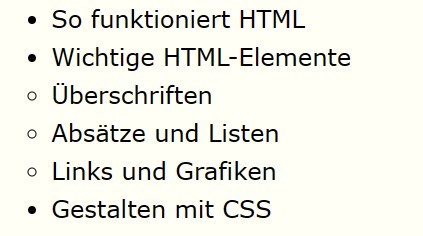 • So funktioniert HTML
• Wichtige HTML-Elemente
◦ Überschriften
◦ Absätze und Listen
◦ Links und Grafiken
• Gestalten mit CSS